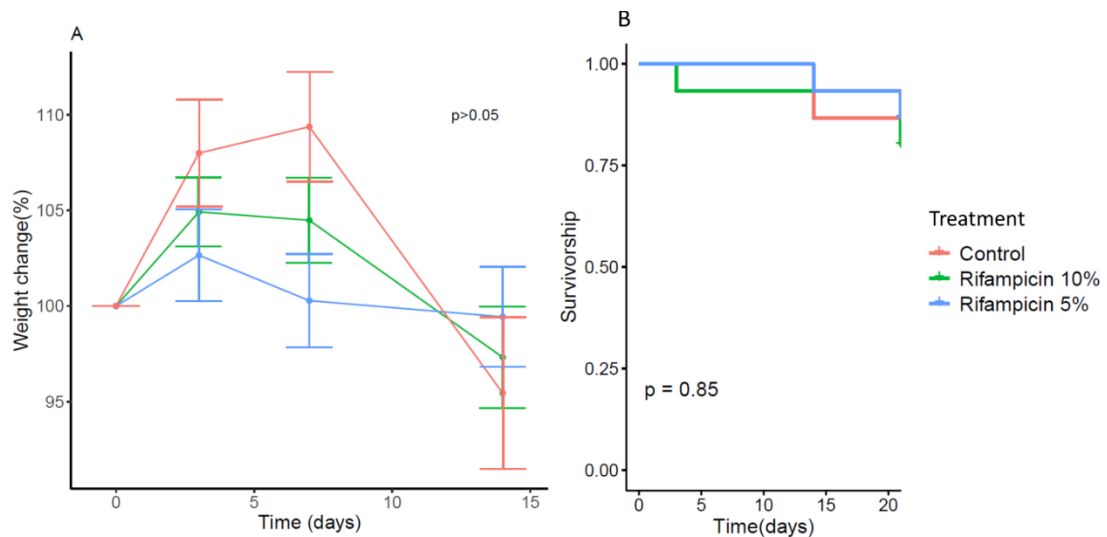 A
Weight change(%)
110
105
100
95
p>0.05
0
5
10
15
Time (days)
B
Survivorship
1.00
0.75
0.50
0.25
0.00
p = 0.85
0
5
10
15
20
Time(days)
Treatment
Control
Rifampicin 10%
Rifampicin 5%